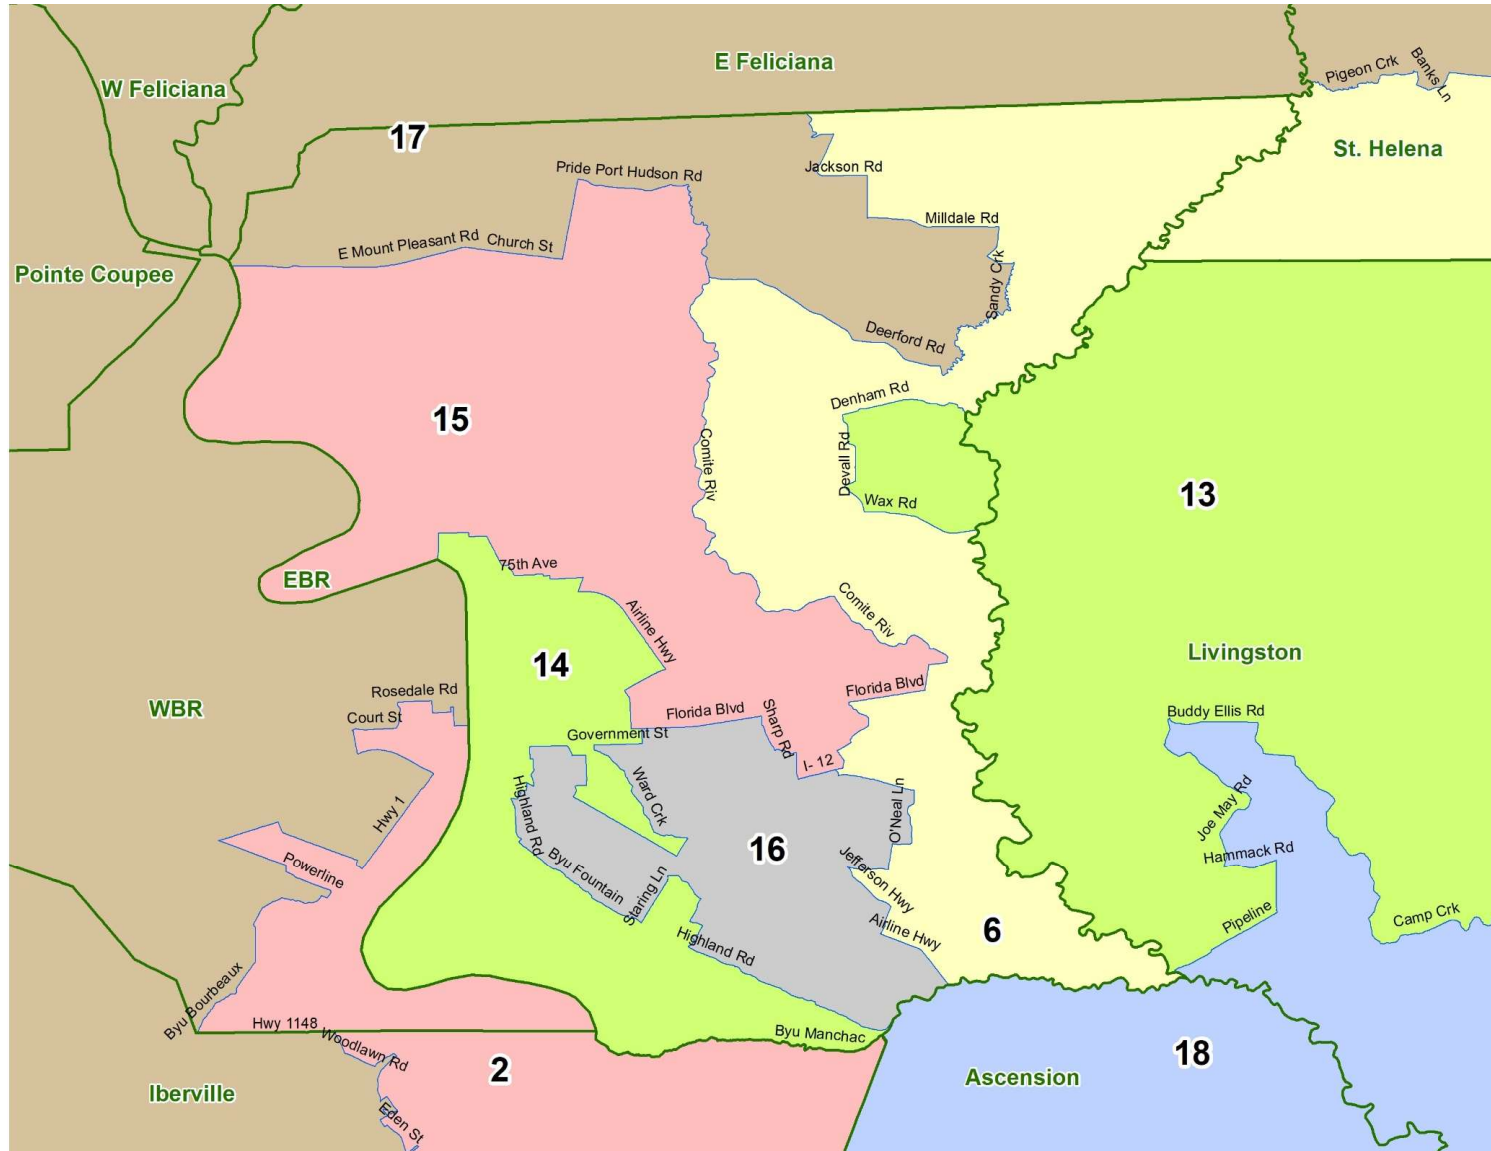 E Feliciana
Pigeon Crk
Banks Ln
W Feliciana
17
St. Helena
Pride Port Hudson Rd
Jackson Rd
Milldale Rd
E Mount Pleasant Rd
Church St
Pointe Coupee
Sandy Crk
Deerford Rd
Denham Rd
15
Comite Riv
Devall Rd
Wax Rd
13
75th Ave
EBR
Airline Hwy
Comite Riv
14
Livingston
Rosedale Rd
Florida Blvd
WBR
Court St
Florida Blvd
Sharp Rd
Buddy Ellis Rd
Government St
I- 12
Hwy 1
Highland Rd
Ward Crk
O'Neal Ln
Joe May Rd
16
Hammack Rd
Powerline
Byu Fountain
Staring Ln
Jefferson Hwy
Pipeline
Camp Crk
Airline Hwy
6
Highland Rd
Byu Bourbeaux
Hwy 1148
Woodlawn Rd
Byu Manchac
2
18
Ascension
Iberville
Eden St